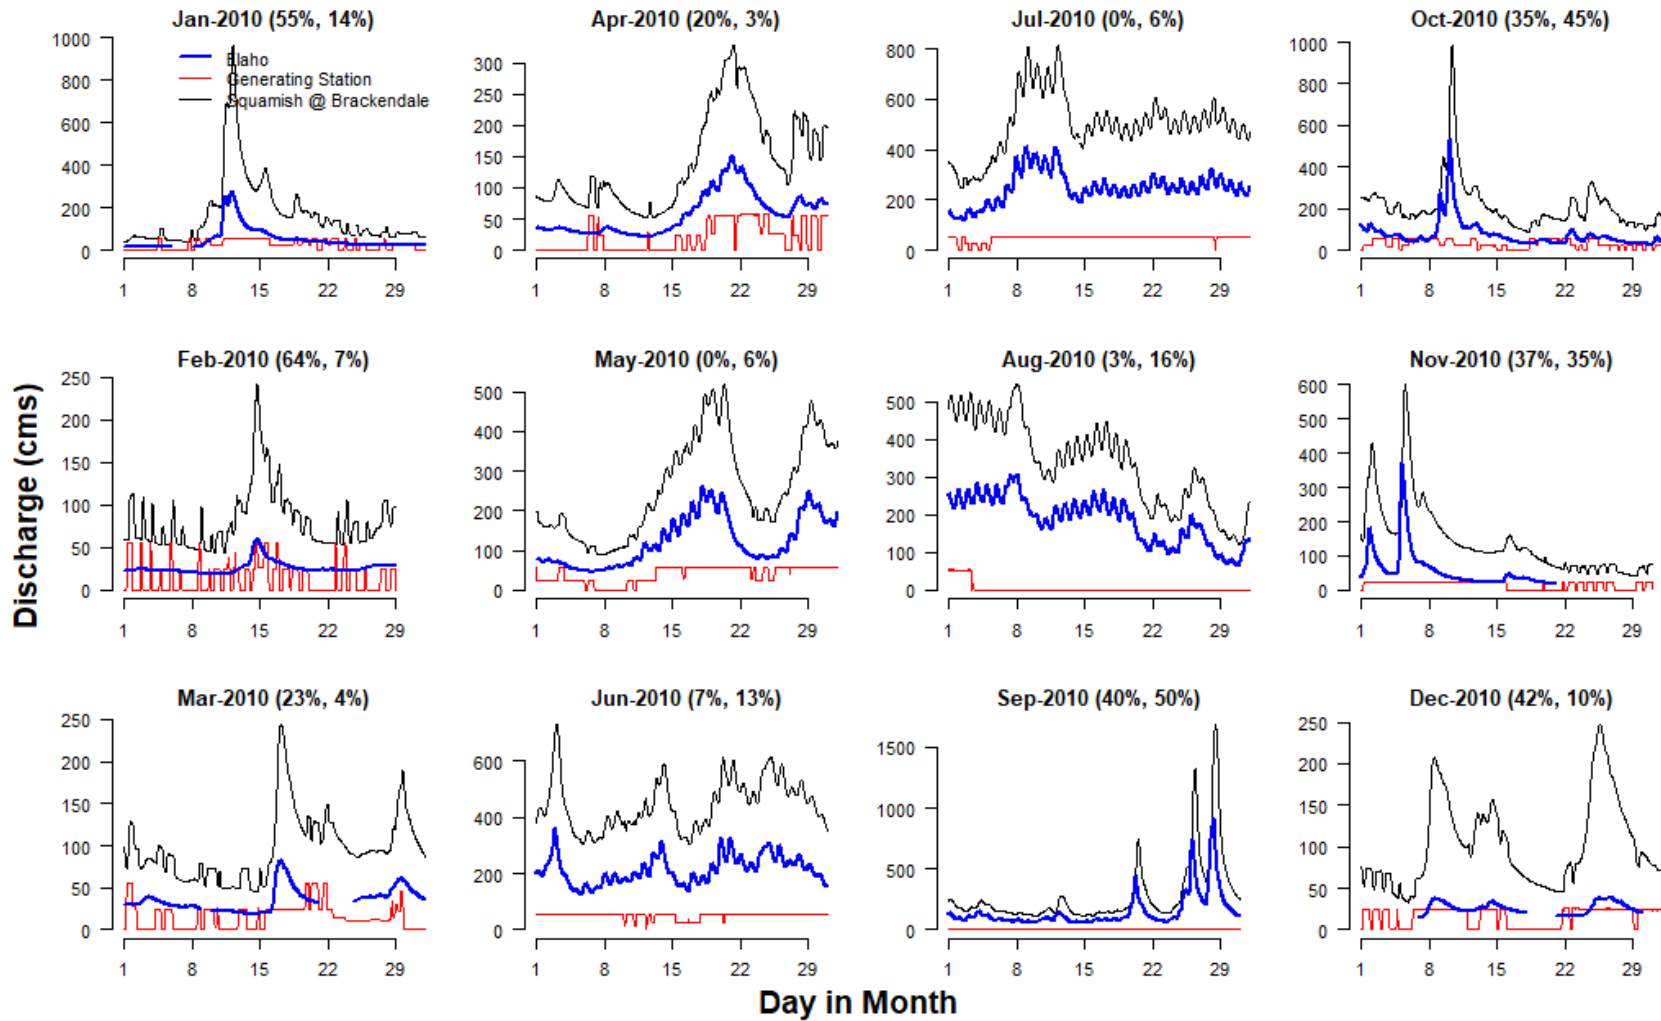 Jan-2010 (55%, 14%)
1000
800
600
400
200
0
Elaho
Generating Station
Squamish @ Brackendale
1 8 15 22 29
Apr-2010 (20%, 3%)
300
250
200
150
100
50
0
1 8 15 22 29
Jul-2010 (0%, 6%)
800
600
400
200
0
1 8 15 22 29
Oct-2010 (35%, 45%)
1000
800
600
400
200
0
1 8 15 22 29
Discharge (cms)
Feb-2010 (64%, 7%)
250
200
150
100
50
0
1 8 15 22 29
May-2010 (0%, 6%)
500
400
300
200
100
0
1 8 15 22 29
Aug-2010 (3%, 16%)
500
400
300
200
100
0
1 8 15 22 29
Nov-2010 (37%, 35%)
600
500
400
300
200
100
0
1 8 15 22 29
Mar-2010 (23%, 4%)
250
200
150
100
50
0
1 8 15 22 29
Jun-2010 (7%, 13%)
600
400
200
0
1 8 15 22 29
Sep-2010 (40%, 50%)
1500
1000
500
0
1 8 15 22 29
Dec-2010 (42%, 10%)
250
200
150
100
50
0
1 8 15 22 29
Day in Month